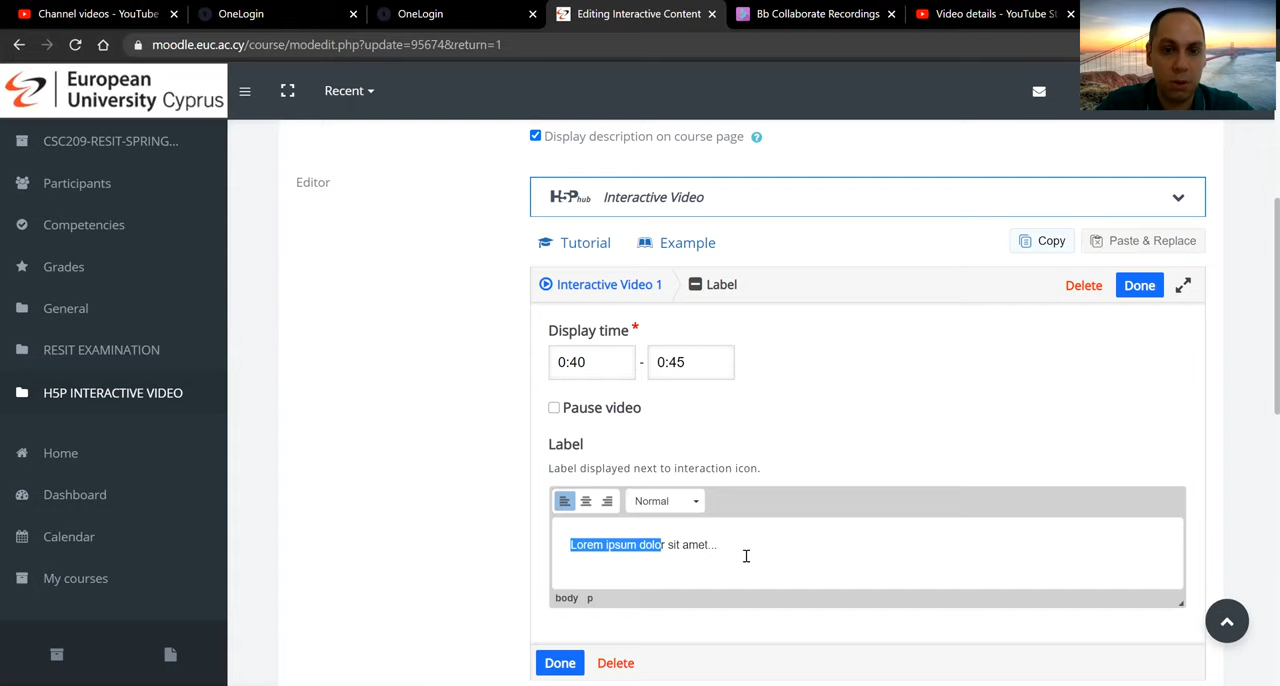 Channel videos - YouTube
OneLogin
OneLogin
Editing Interactive Content
Bb Collaborate Recordings
Video details - YouTube St
moodle.euc.ac.cy/course/modedit.php?update=95674&return=1
European
University Cyprus
Recent
CSC209-RESIT-SPRING...
Participants
Competencies
Grades
General
RESIT EXAMINATION
H5P INTERACTIVE VIDEO
Home
Dashboard
Calendar
My courses
Display description on course page
Editor
H5P hub Interactive Video
Tutorial Example Copy Paste & Replace
Interactive Video 1 Label Delete Done
Display time *
0:40 - 0:45
Pause video
Label
Label displayed next to interaction icon.
Normal
Lorem ipsum dolor sit amet...
body p
Done Delete